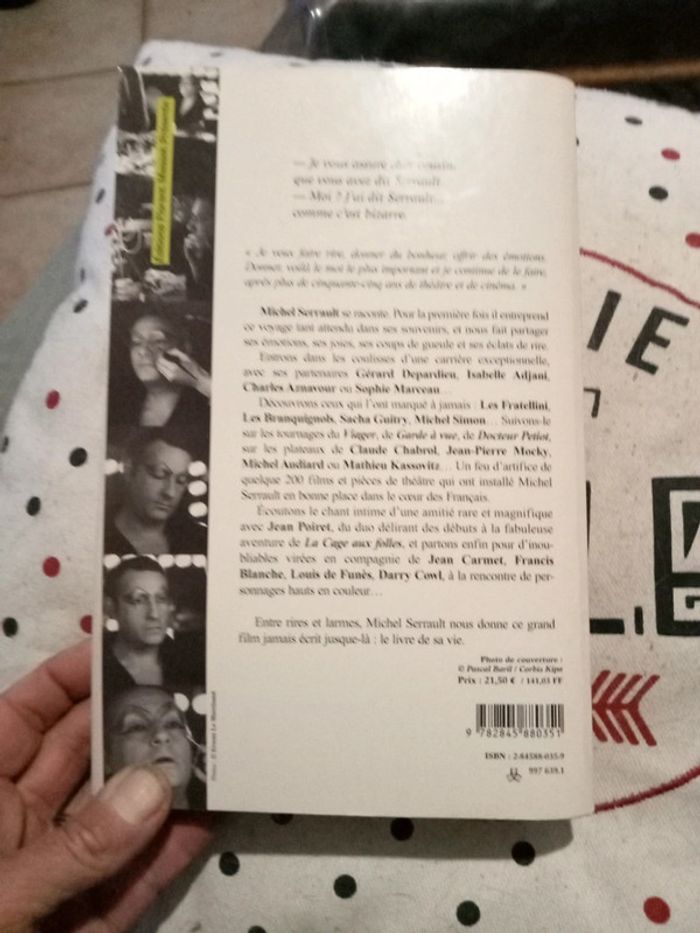 Editions Florent Massot Présente
— Je vous assure cher cousin,
que vous avez dit Serrault.
— Moi ? J'ai dit Serrault...
comme c'est bizarre.
« Je veux faire rire, donner du bonheur, offrir des émotions.
Donner, voilà le mot le plus important et je continue de le faire,
après plus de cinquante-cinq ans de théâtre et de cinéma. »
Michel Serrault se raconte. Pour la première fois il entreprend
ce voyage tant attendu dans ses souvenirs, et nous fait partager
ses émotions, ses joies, ses coups de gueule et ses éclats de rire.
Entrons dans les coulisses d'une carrière exceptionnelle,
avec ses partenaires Gérard Depardieu, Isabelle Adjani,
Charles Aznavour ou Sophie Marceau...
Découvrons ceux qui l'ont marqué à jamais : Les Fratellini,
Les Branquignols, Sacha Guitry, Michel Simon... Suivons-le
sur les tournages du Viager, de Garde à vue, de Docteur Petiot,
sur les plateaux de Claude Chabrol, Jean-Pierre Mocky,
Michel Audiard ou Mathieu Kassovitz... Un feu d'artifice de
quelque 200 films et pièces de théâtre qui ont installé Michel
Serrault en bonne place dans le cœur des Français.
Écoutons le chant intime d'une amitié rare et magnifique
avec Jean Poiret, du duo délirant des débuts à la fabuleuse
aventure de La Cage aux folles, et partons enfin pour d'inou-
bliables virées en compagnie de Jean Carmet, Francis
Blanche, Louis de Funès, Darry Cowl, à la rencontre de per-
sonnages hauts en couleur...
Entre rires et larmes, Michel Serrault nous donne ce grand
film jamais écrit jusque-là : le livre de sa vie.
Photo de couverture :
© Pascal Baril / Corbis Kipa
Prix : 21,50 € / 141,03 FF
9 782845 880351
ISBN : 2-84588-035-9
997 639.1
IE